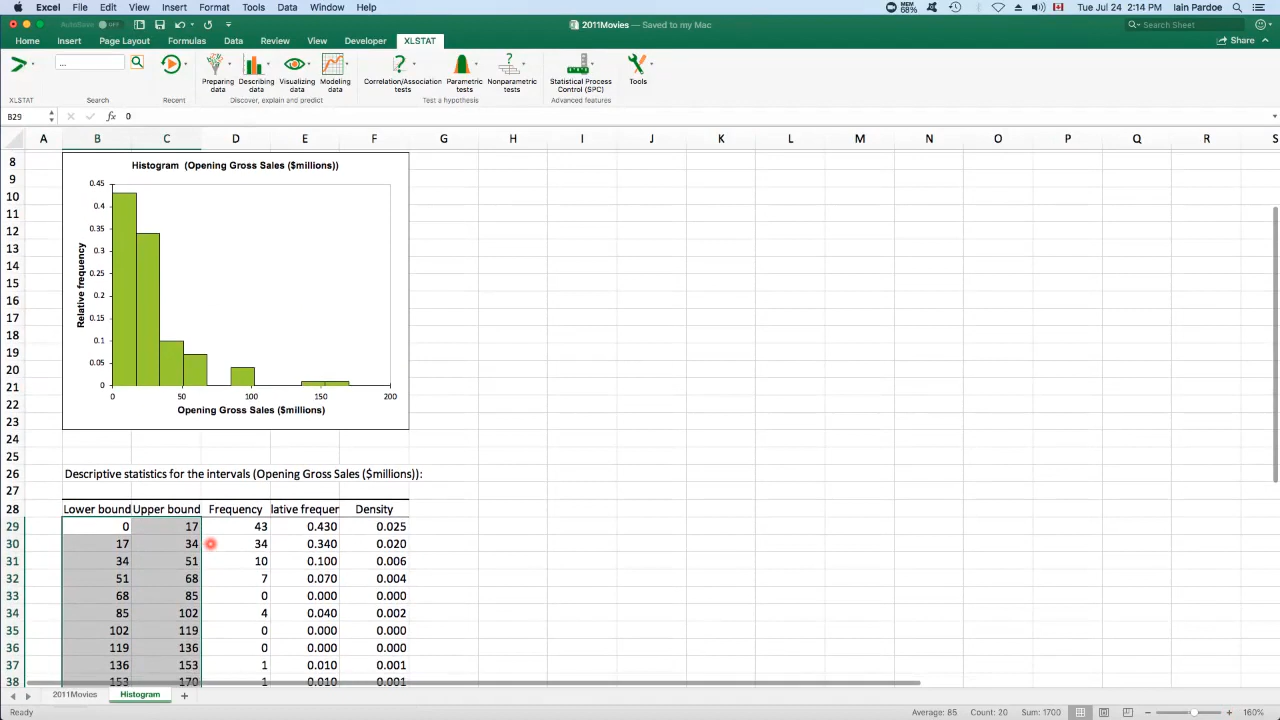 Excel File Edit View Insert Format Tools Data Window Help
MEM 68% Tue Jul 24 2:14 PM Iain Pardoe
AutoSave OFF 2011Movies — Saved to my Mac Search Sheet
Home Insert Page Layout Formulas Data Review View Developer XLSTAT Share
...
Preparing data Describing data Visualizing data Modeling data Correlation/Association tests Parametric tests Nonparametric tests Statistical Process Control (SPC) Tools
XLSTAT Search Recent Discover, explain and predict Test a hypothesis Advanced features
B29 fx 0
A B C D E F G H I J K L M N O P Q R S
8
9
10
11
12
13
14
15
16
17
18
19
20
21
22
23
24
25
Histogram (Opening Gross Sales ($millions))
Relative frequency
0.45
0.4
0.35
0.3
0.25
0.2
0.15
0.1
0.05
0
0 50 100 150 200
Opening Gross Sales ($millions)
26 Descriptive statistics for the intervals (Opening Gross Sales ($millions)):
27
28 Lower bound Upper bound Frequency lative frequer Density
29 0 17 43 0.430 0.025
30 17 34 34 0.340 0.020
31 34 51 10 0.100 0.006
32 51 68 7 0.070 0.004
33 68 85 0 0.000 0.000
34 85 102 4 0.040 0.002
35 102 119 0 0.000 0.000
36 119 136 0 0.000 0.000
37 136 153 1 0.010 0.001
38 153 170 1 0.010 0.001
2011Movies Histogram
Ready Average: 85 Count: 20 Sum: 1700 160%